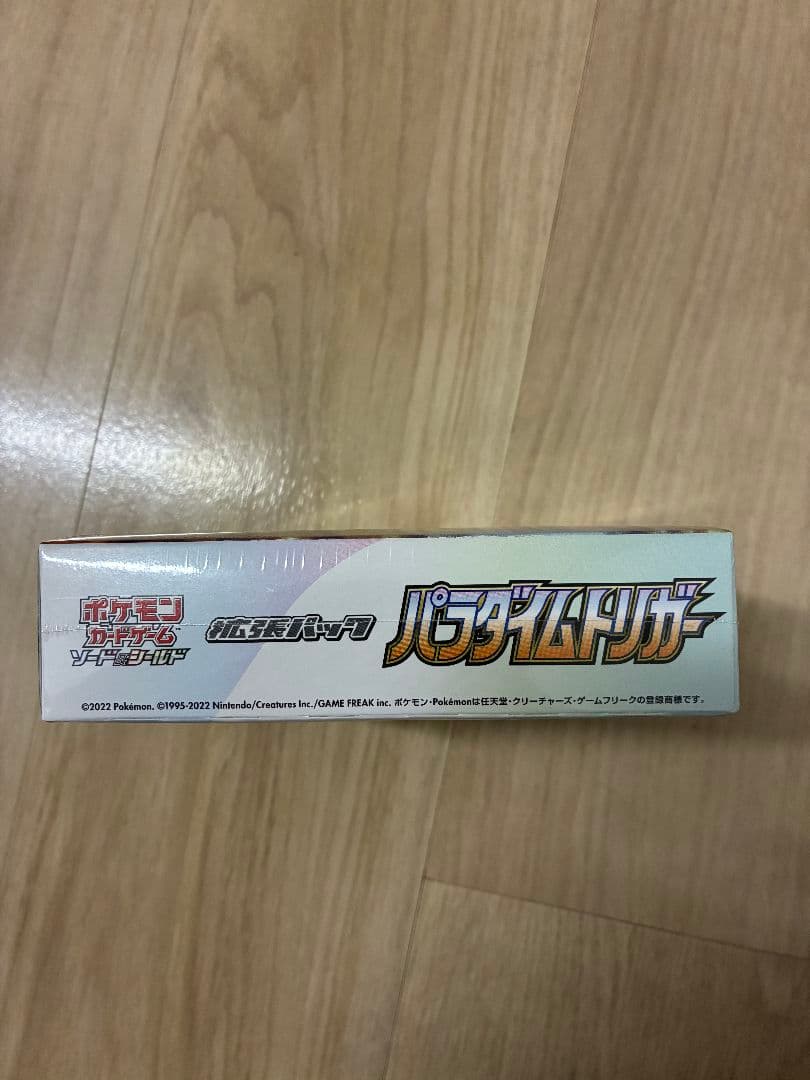 ポケモン
カードゲーム
ソード&シールド
拡張パック
パラダイムトリガー
©2022 Pokémon. ©1995-2022 Nintendo/Creatures Inc./GAME FREAK inc. ポケモン・Pokémonは任天堂・クリーチャーズ・ゲームフリークの登録商標です。